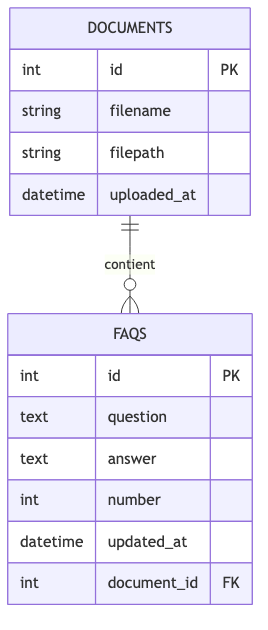 DOCUMENTS
int id PK
string filename
string filepath
datetime uploaded_at
contient
FAQS
int id PK
text question
text answer
int number
datetime updated_at
int document_id FK